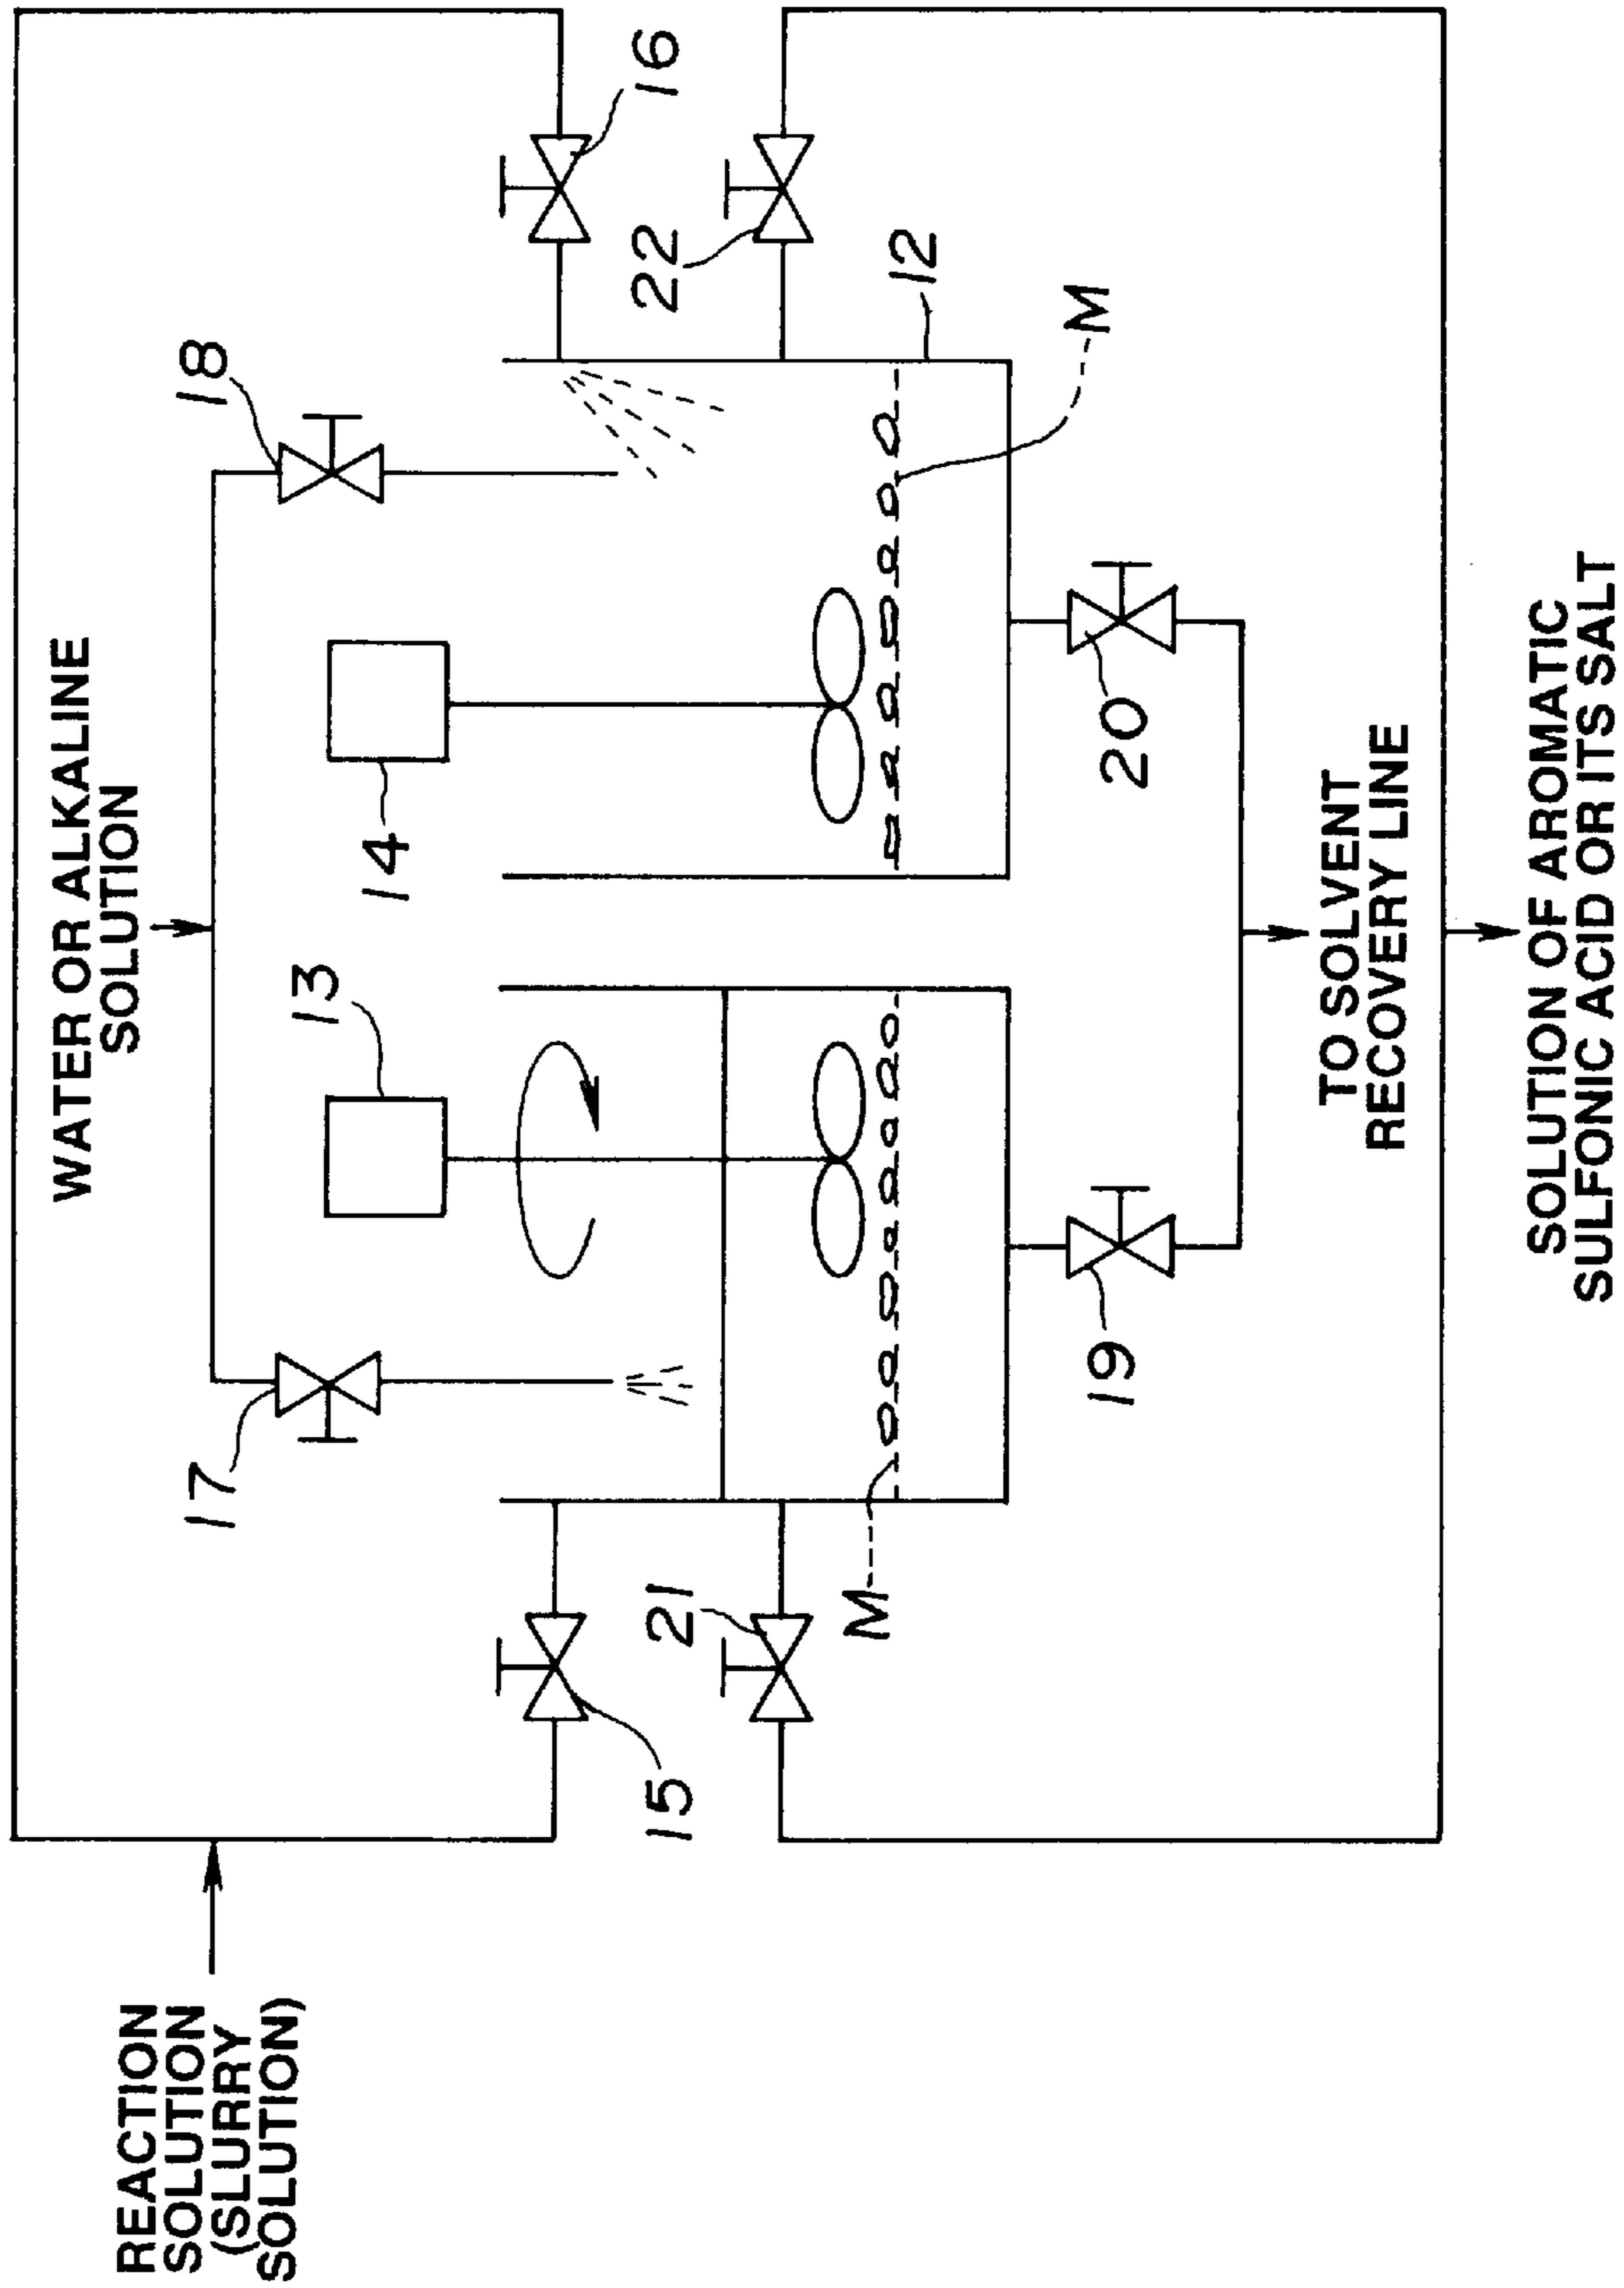 REACTION
SOLUTION
(SLURRY
SOLUTION)
WATER OR ALKALINE
SOLUTION
17
13
14
18
15
16
21
22
M
12
M
19
20
TO SOLVENT
RECOVERY LINE
SOLUTION OF AROMATIC
SULFONIC ACID OR ITS SALT